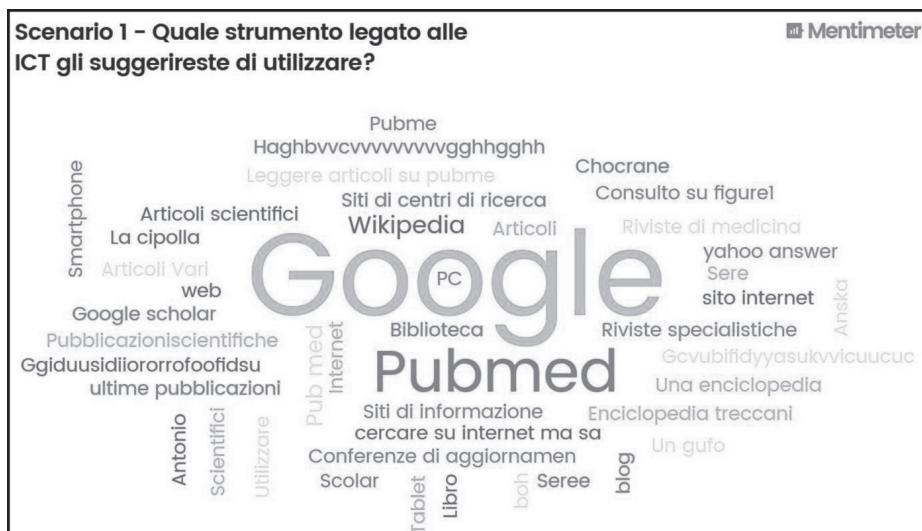 Scenario 1 - Quale strumento legato alle
ICT gli suggerireste di utilizzare?
Mentimeter
Pubme
Haghbvvcvvvvvvvvvgghhgghh
Chocrane
Leggere articoli su pubme
Consulto su figure1
Smartphone
Siti di centri di ricerca
Articoli scientifici
Wikipedia
Articoli
Riviste di medicina
La cipolla
yahoo answer
Google
PC
Articoli Vari
Sere
web
sito internet
Anska
Google scholar
Biblioteca
Riviste specialistiche
Pubblicazioniscientifiche
Pub med
Internet
Gcvubifidyyasukvvicuucuc
Ggiduusidiiororrofoofidsu
Pubmed
ultime pubblicazioni
Una enciclopedia
Siti di informazione
Enciclopedia treccani
cercare su internet ma sa
Antonio
Scientifici
Utilizzare
Un gufo
Conferenze di aggiornamen
Scolar
Tablet
Libro
boh
Seree
blog